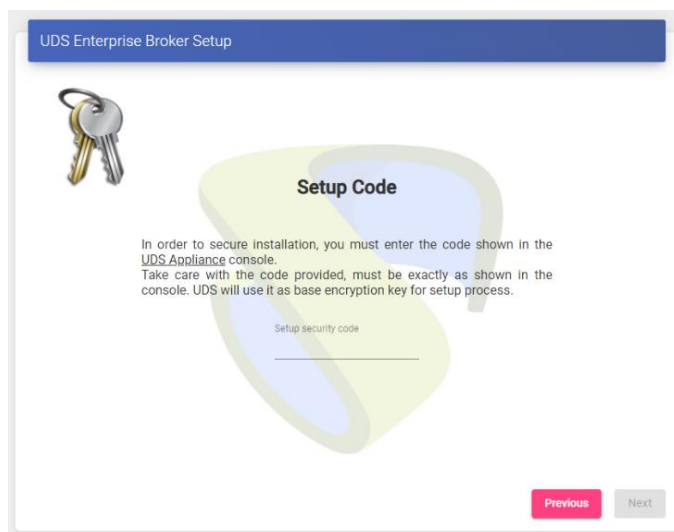 UDS Enterprise Broker Setup
Setup Code
In order to secure installation, you must enter the code shown in the
UDS Appliance console.
Take care with the code provided, must be exactly as shown in the
console. UDS will use it as base encryption key for setup process.
Setup security code
Previous
Next